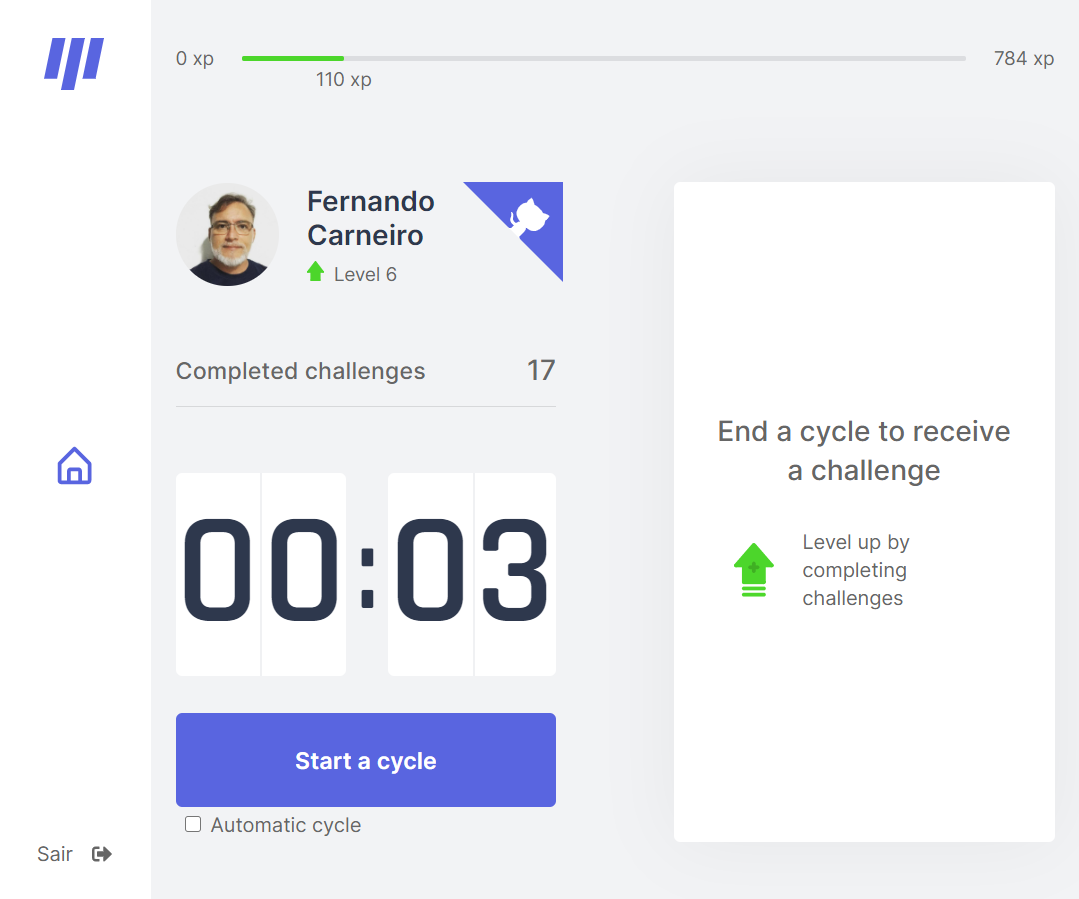 0 xp
784 xp
110 xp
Fernando
Carneiro
Level 6
Completed challenges 17
00:03
Start a cycle
Automatic cycle
End a cycle to receive
a challenge
Level up by
completing
challenges
Sair